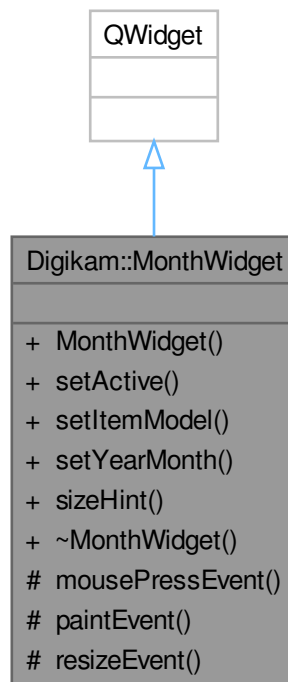 QWidget
Digikam::MonthWidget
+ MonthWidget()
+ setActive()
+ setItemModel()
+ setYearMonth()
+ sizeHint()
+ ~MonthWidget()
# mousePressEvent()
# paintEvent()
# resizeEvent()